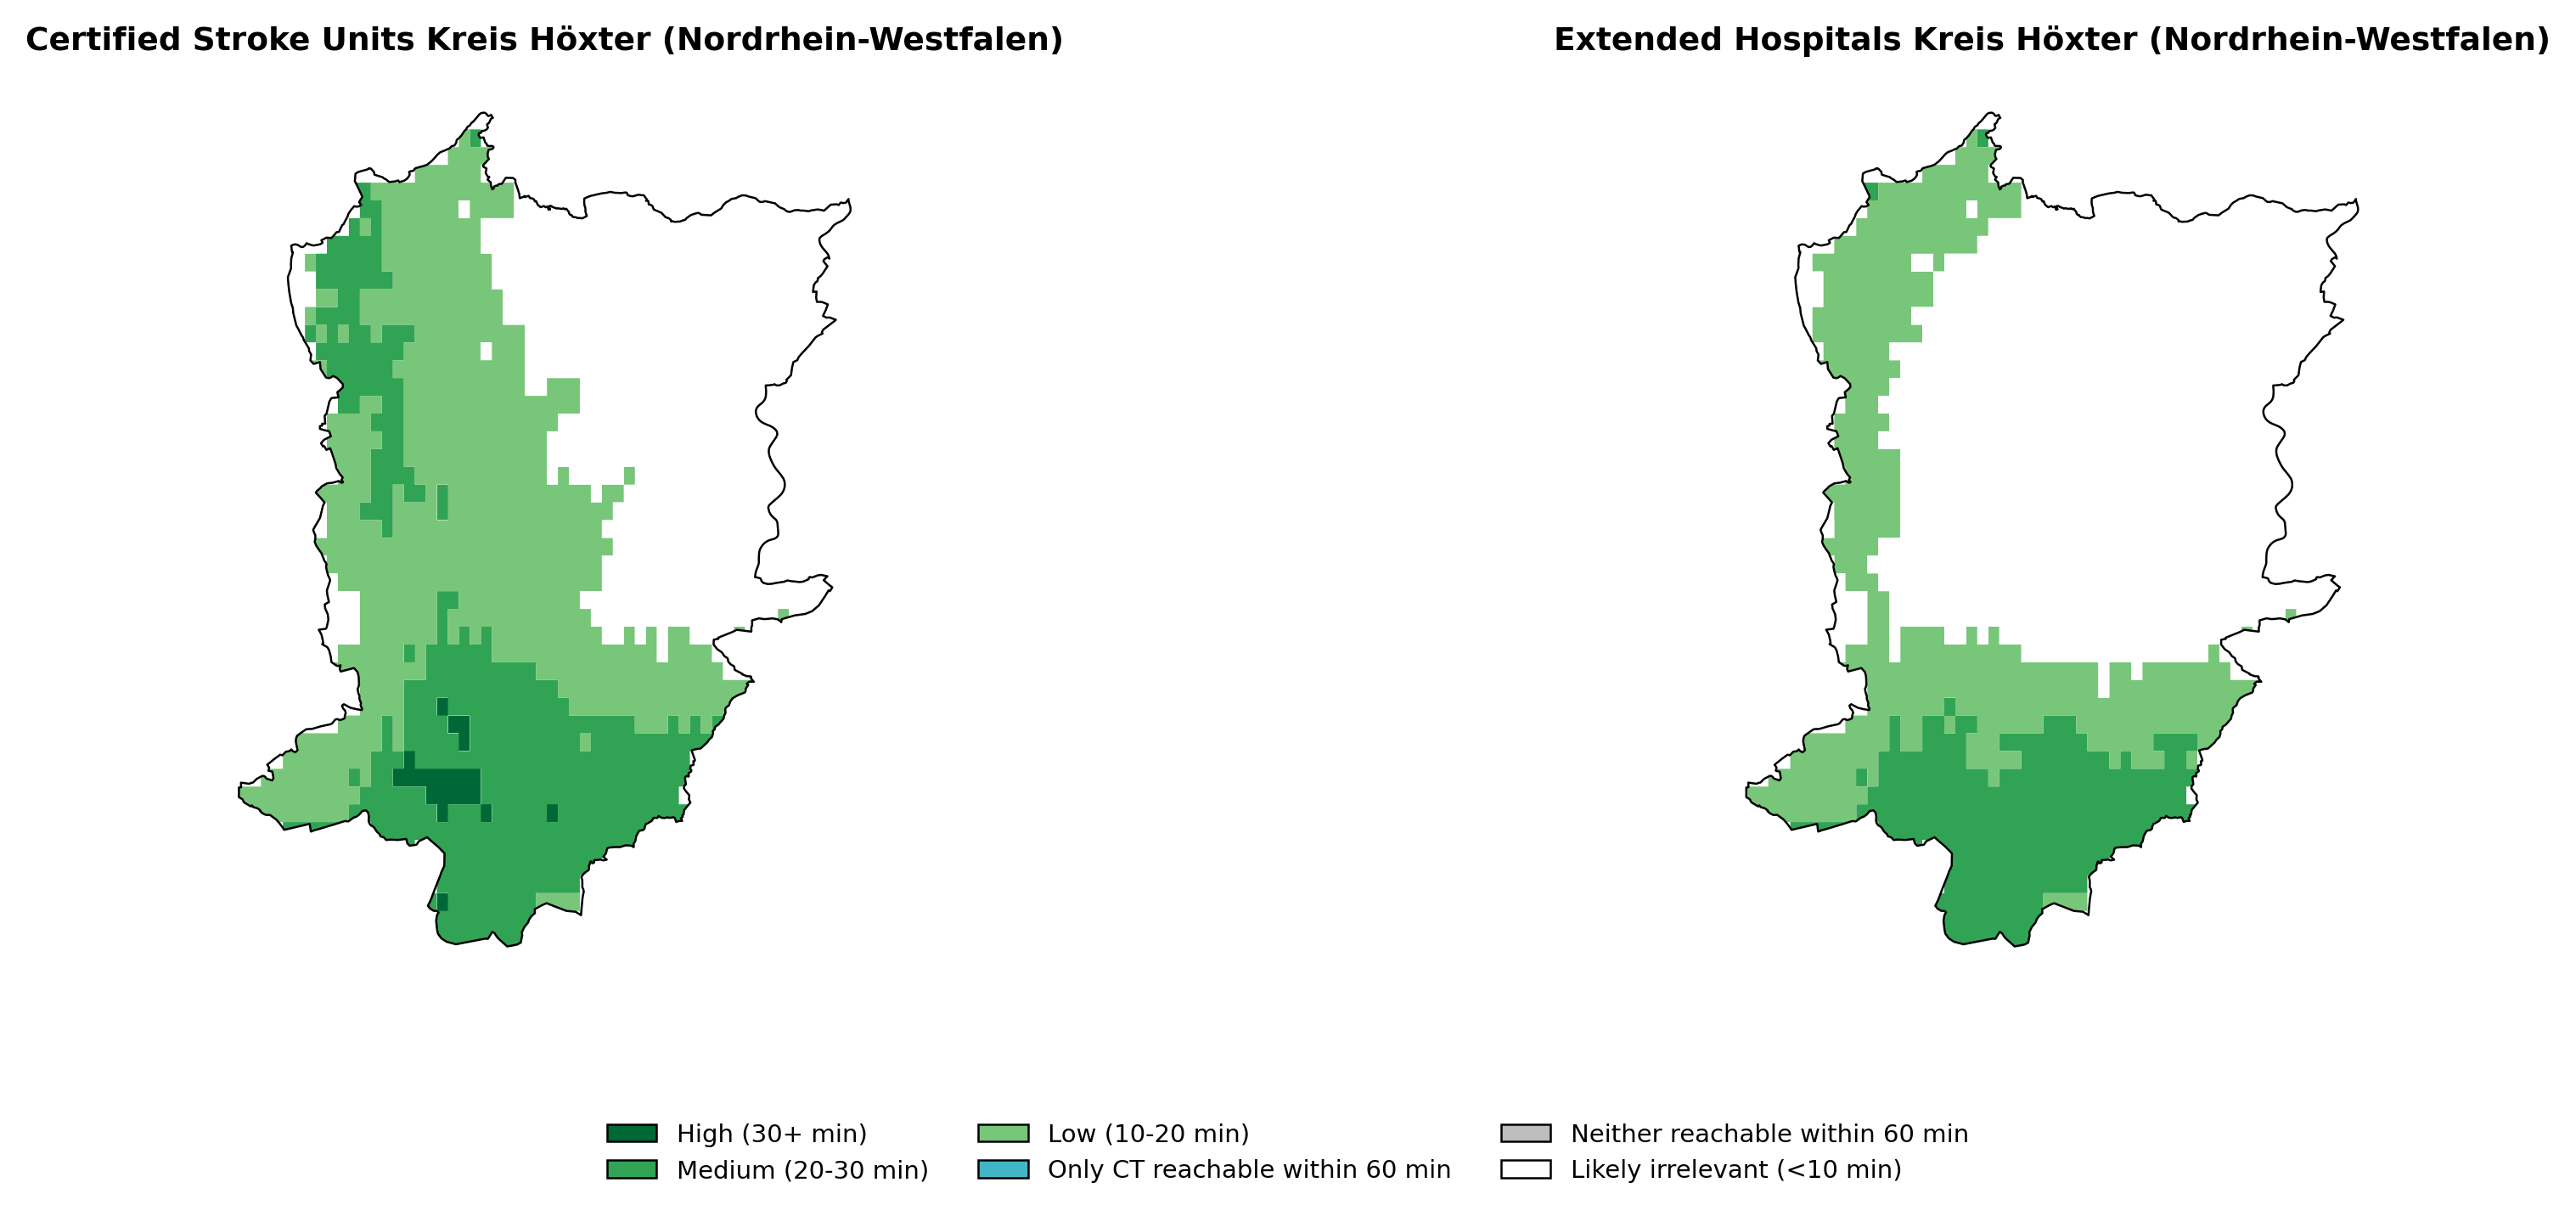 Certified Stroke Units Kreis Höxter (Nordrhein-Westfalen)
Extended Hospitals Kreis Höxter (Nordrhein-Westfalen)
High (30+ min)
Medium (20-30 min)
Low (10-20 min)
Only CT reachable within 60 min
Neither reachable within 60 min
Likely irrelevant (<10 min)